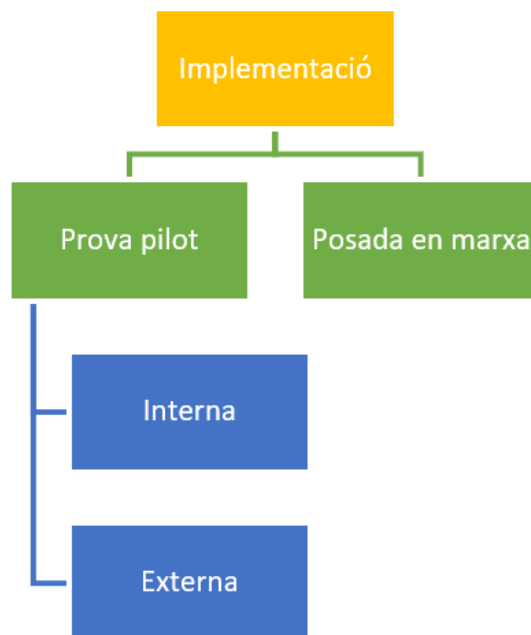 Implementació
Prova pilot
Posada en marxa
Interna
Externa